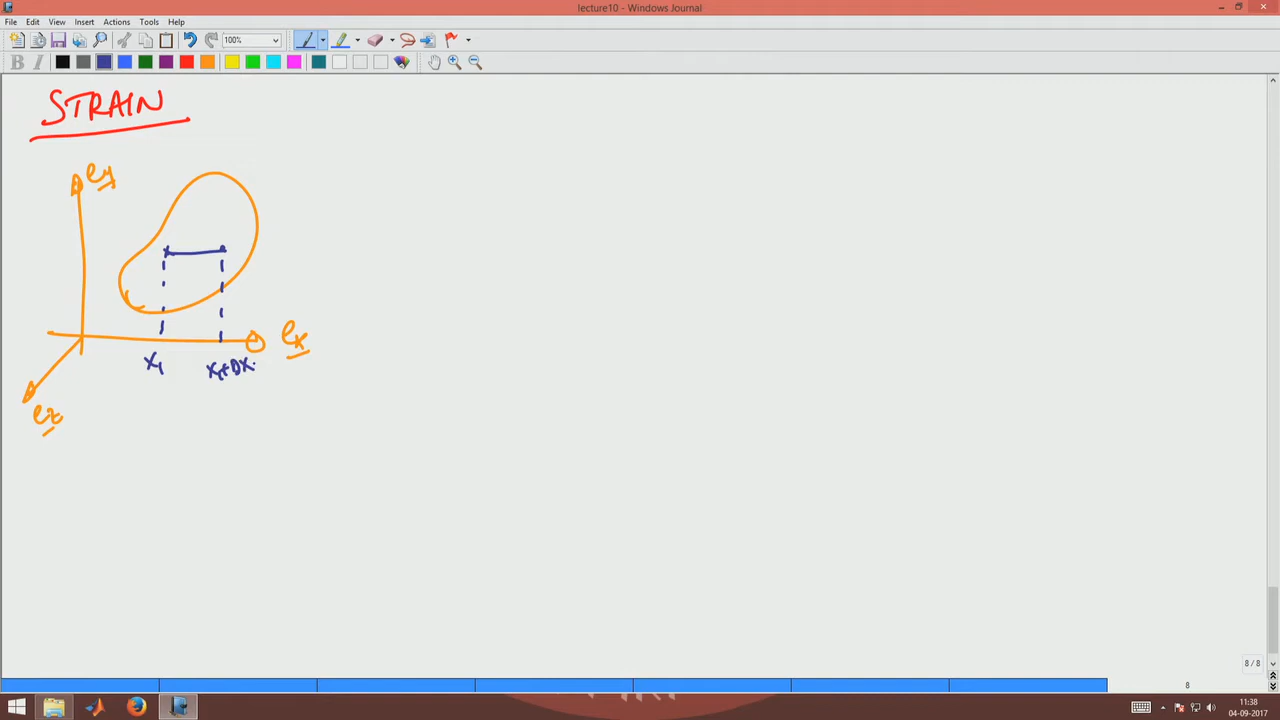 lecture10 - Windows Journal
File Edit View Insert Actions Tools Help
100%
B I
STRAIN
ey
ex
x1 x1+Dx
ez
8 / 8
8
11:38
04-09-2017